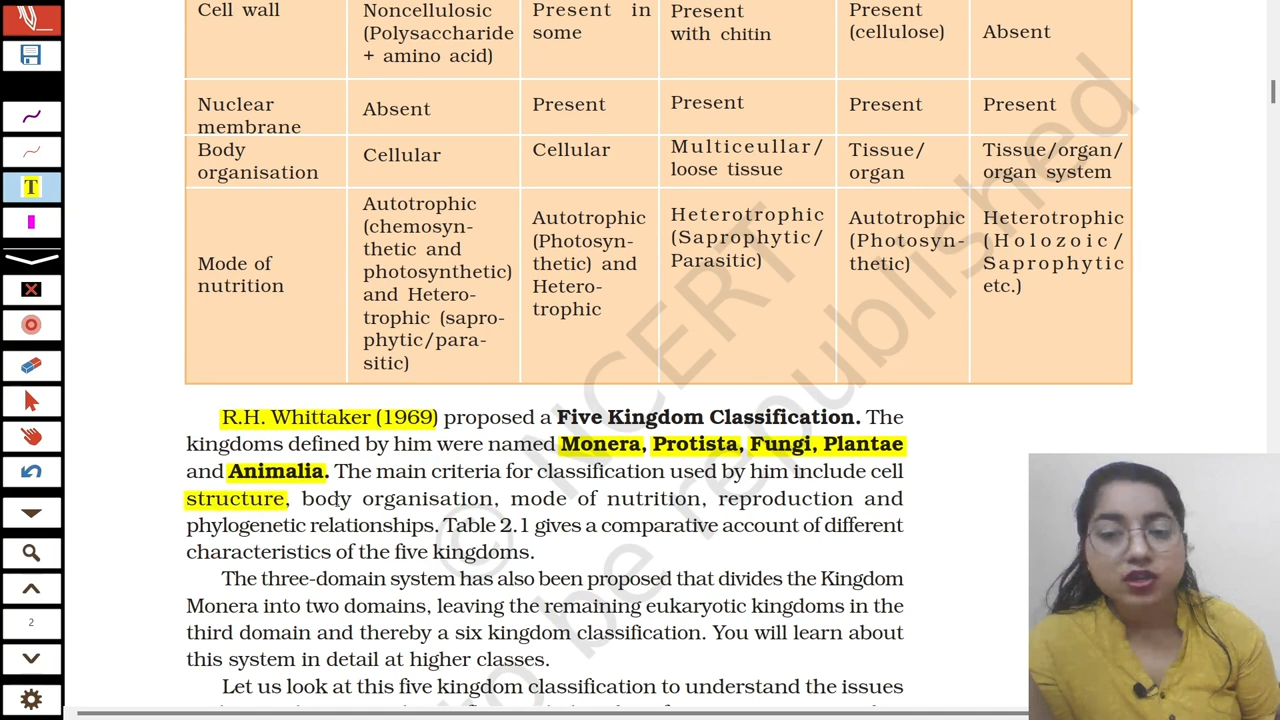 Cell wall
Noncellulosic
(Polysaccharide
+ amino acid)
Present in
some
Present
with chitin
Present
(cellulose)
Absent
Nuclear
membrane
Absent
Present
Present
Present
Present
Body
organisation
Cellular
Cellular
Multiceullar/
loose tissue
Tissue/
organ
Tissue/organ/
organ system
Mode of
nutrition
Autotrophic
(chemosyn-
thetic and
photosynthetic)
and Hetero-
trophic (sapro-
phytic/para-
sitic)
Autotrophic
(Photosyn-
thetic) and
Hetero-
trophic
Heterotrophic
(Saprophytic/
Parasitic)
Autotrophic
(Photosyn-
thetic)
Heterotrophic
(Holozoic/
Saprophytic
etc.)
R.H. Whittaker (1969) proposed a Five Kingdom Classification. The
kingdoms defined by him were named Monera, Protista, Fungi, Plantae
and Animalia. The main criteria for classification used by him include cell
structure, body organisation, mode of nutrition, reproduction and
phylogenetic relationships. Table 2.1 gives a comparative account of different
characteristics of the five kingdoms.
The three-domain system has also been proposed that divides the Kingdom
Monera into two domains, leaving the remaining eukaryotic kingdoms in the
third domain and thereby a six kingdom classification. You will learn about
this system in detail at higher classes.
Let us look at this five kingdom classification to understand the issues
© NCERT
to be republished
T
2